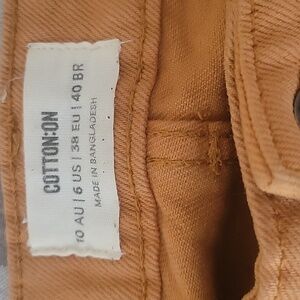 COTTON:ON
10 AU | 6 US | 38 EU | 40 BR
MADE IN BANGLADESH